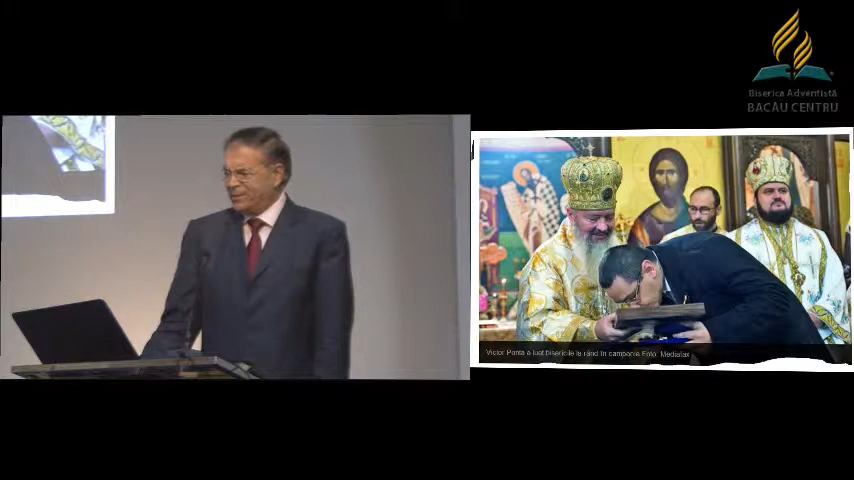 Biserica Adventistă
BACĂU CENTRU
Victor Ponta a luat bisericile la rând în campanie Foto: Mediafax